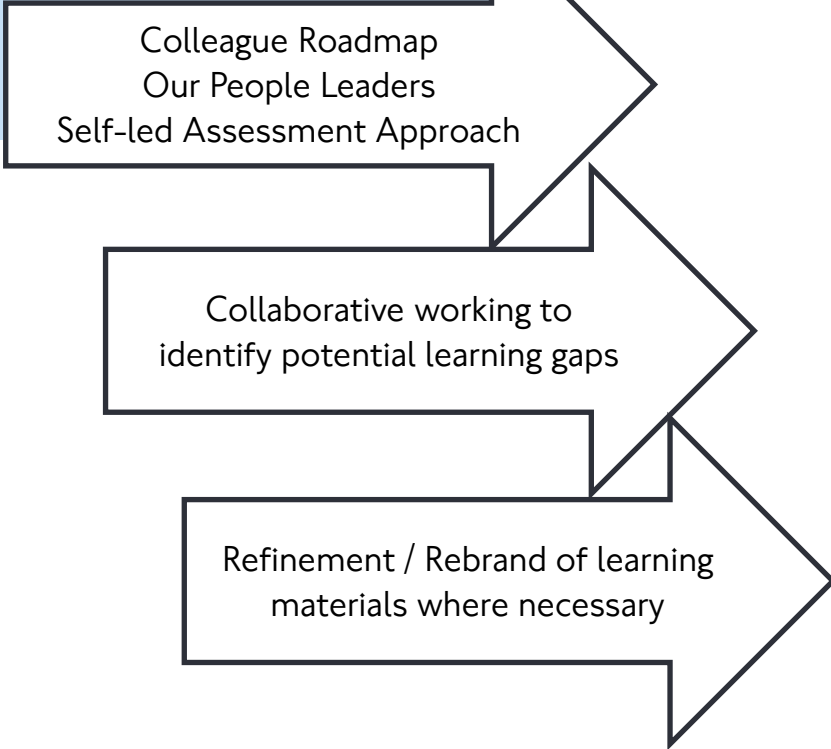 Colleague Roadmap
Our People Leaders
Self-led Assessment Approach
Collaborative working to
identify potential learning gaps
Refinement / Rebrand of learning
materials where necessary